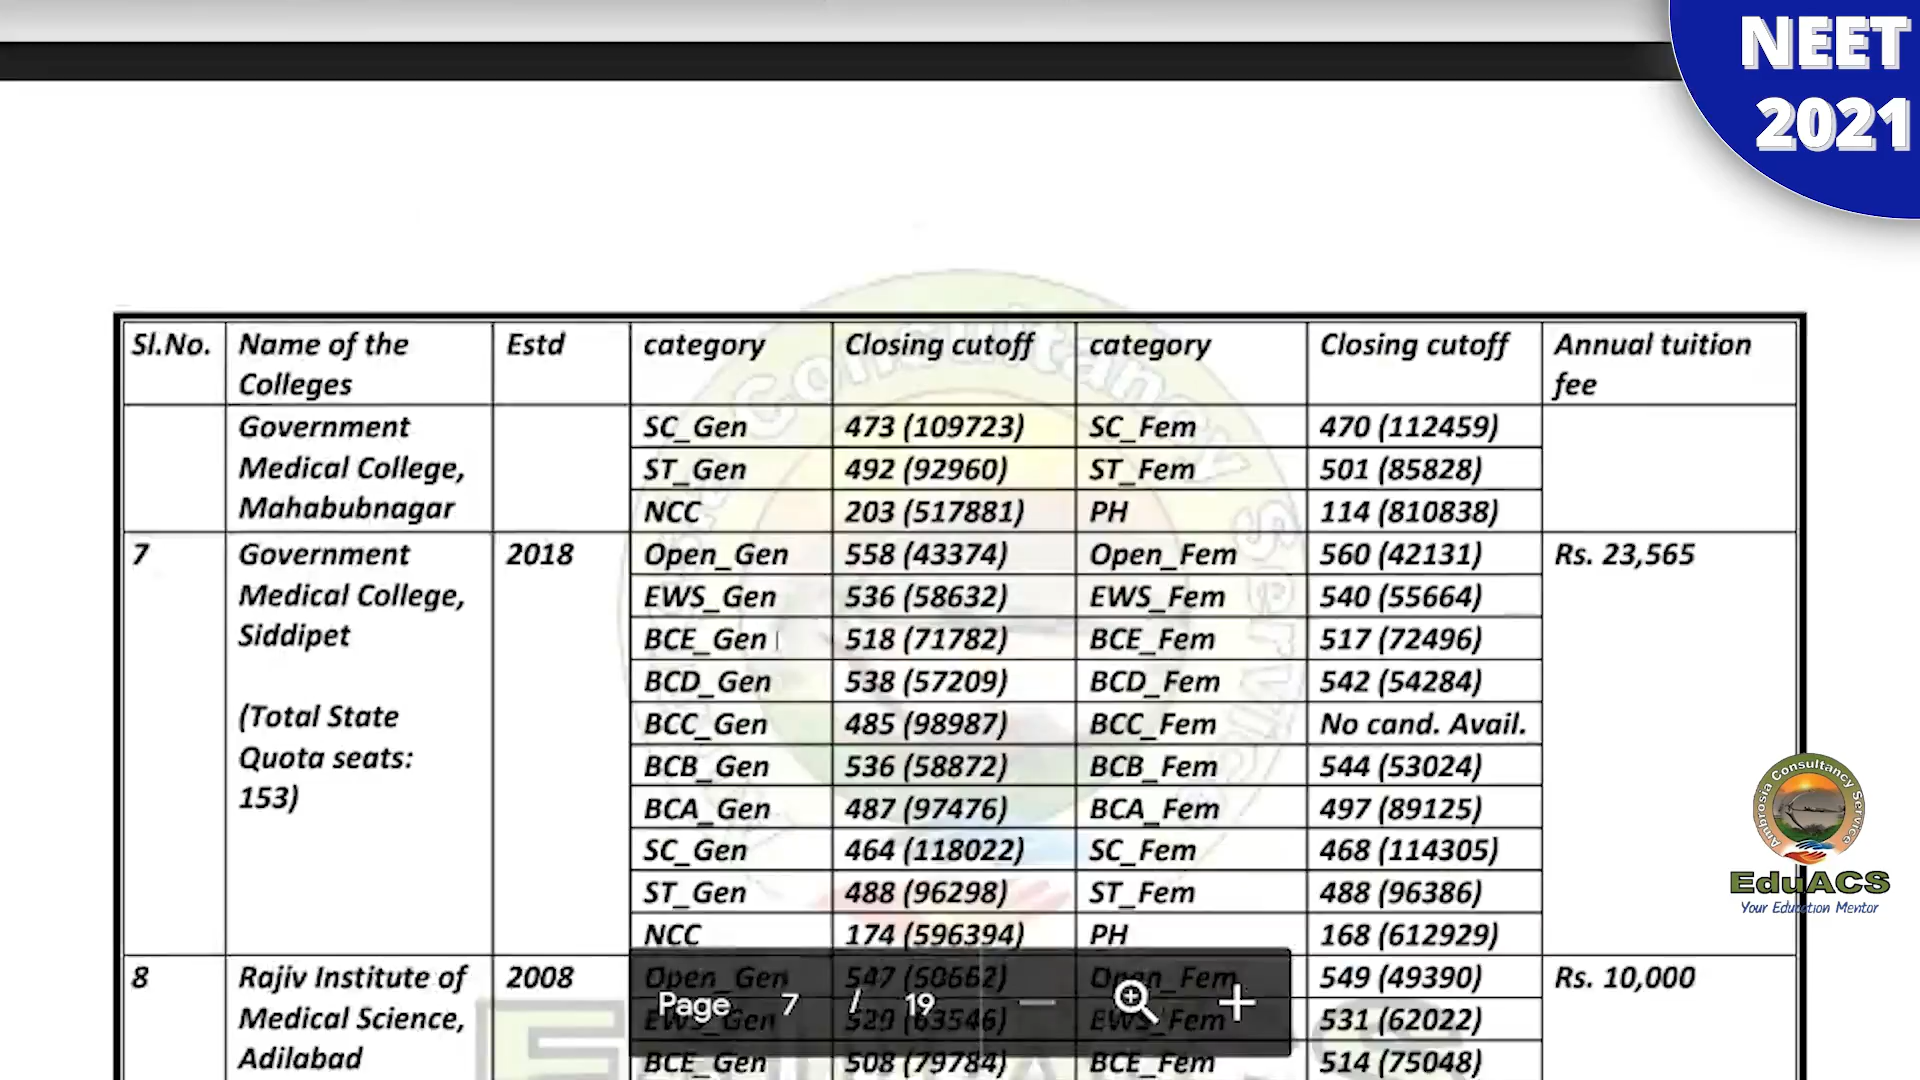 NEET
2021
Sl.No. Name of the Colleges Estd category Closing cutoff category Closing cutoff Annual tuition fee
Government Medical College, Mahabubnagar
SC_Gen 473 (109723) SC_Fem 470 (112459)
ST_Gen 492 (92960) ST_Fem 501 (85828)
NCC 203 (517881) PH 114 (810838)
7 Government Medical College, Siddipet (Total State Quota seats: 153) 2018 Open_Gen 558 (43374) Open_Fem 560 (42131) Rs. 23,565
EWS_Gen 536 (58632) EWS_Fem 540 (55664)
BCE_Gen 518 (71782) BCE_Fem 517 (72496)
BCD_Gen 538 (57209) BCD_Fem 542 (54284)
BCC_Gen 485 (98987) BCC_Fem No cand. Avail.
BCB_Gen 536 (58872) BCB_Fem 544 (53024)
BCA_Gen 487 (97476) BCA_Fem 497 (89125)
SC_Gen 464 (118022) SC_Fem 468 (114305)
ST_Gen 488 (96298) ST_Fem 488 (96386)
NCC 174 (596394) PH 168 (612929)
8 Rajiv Institute of Medical Science, Adilabad 2008 Open_Gen 547 (50662) Open_Fem 549 (49390) Rs. 10,000
EWS_Gen 529 (63546) EWS_Fem 531 (62022)
BCE_Gen 508 (79784) BCE_Fem 514 (75048)
Page 7 / 19
Ambrosia Consultancy Service
EduACS
Your Education Mentor